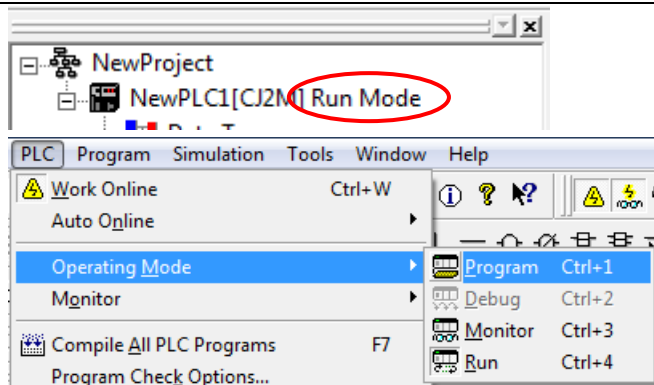 NewProject
NewPLC1[CJ2M] Run Mode
PLC Program Simulation Tools Window Help
Work Online Ctrl+W
Auto Online
Operating Mode
Program Ctrl+1
Monitor
Debug Ctrl+2
Monitor Ctrl+3
Compile All PLC Programs F7
Run Ctrl+4
Program Check Options...